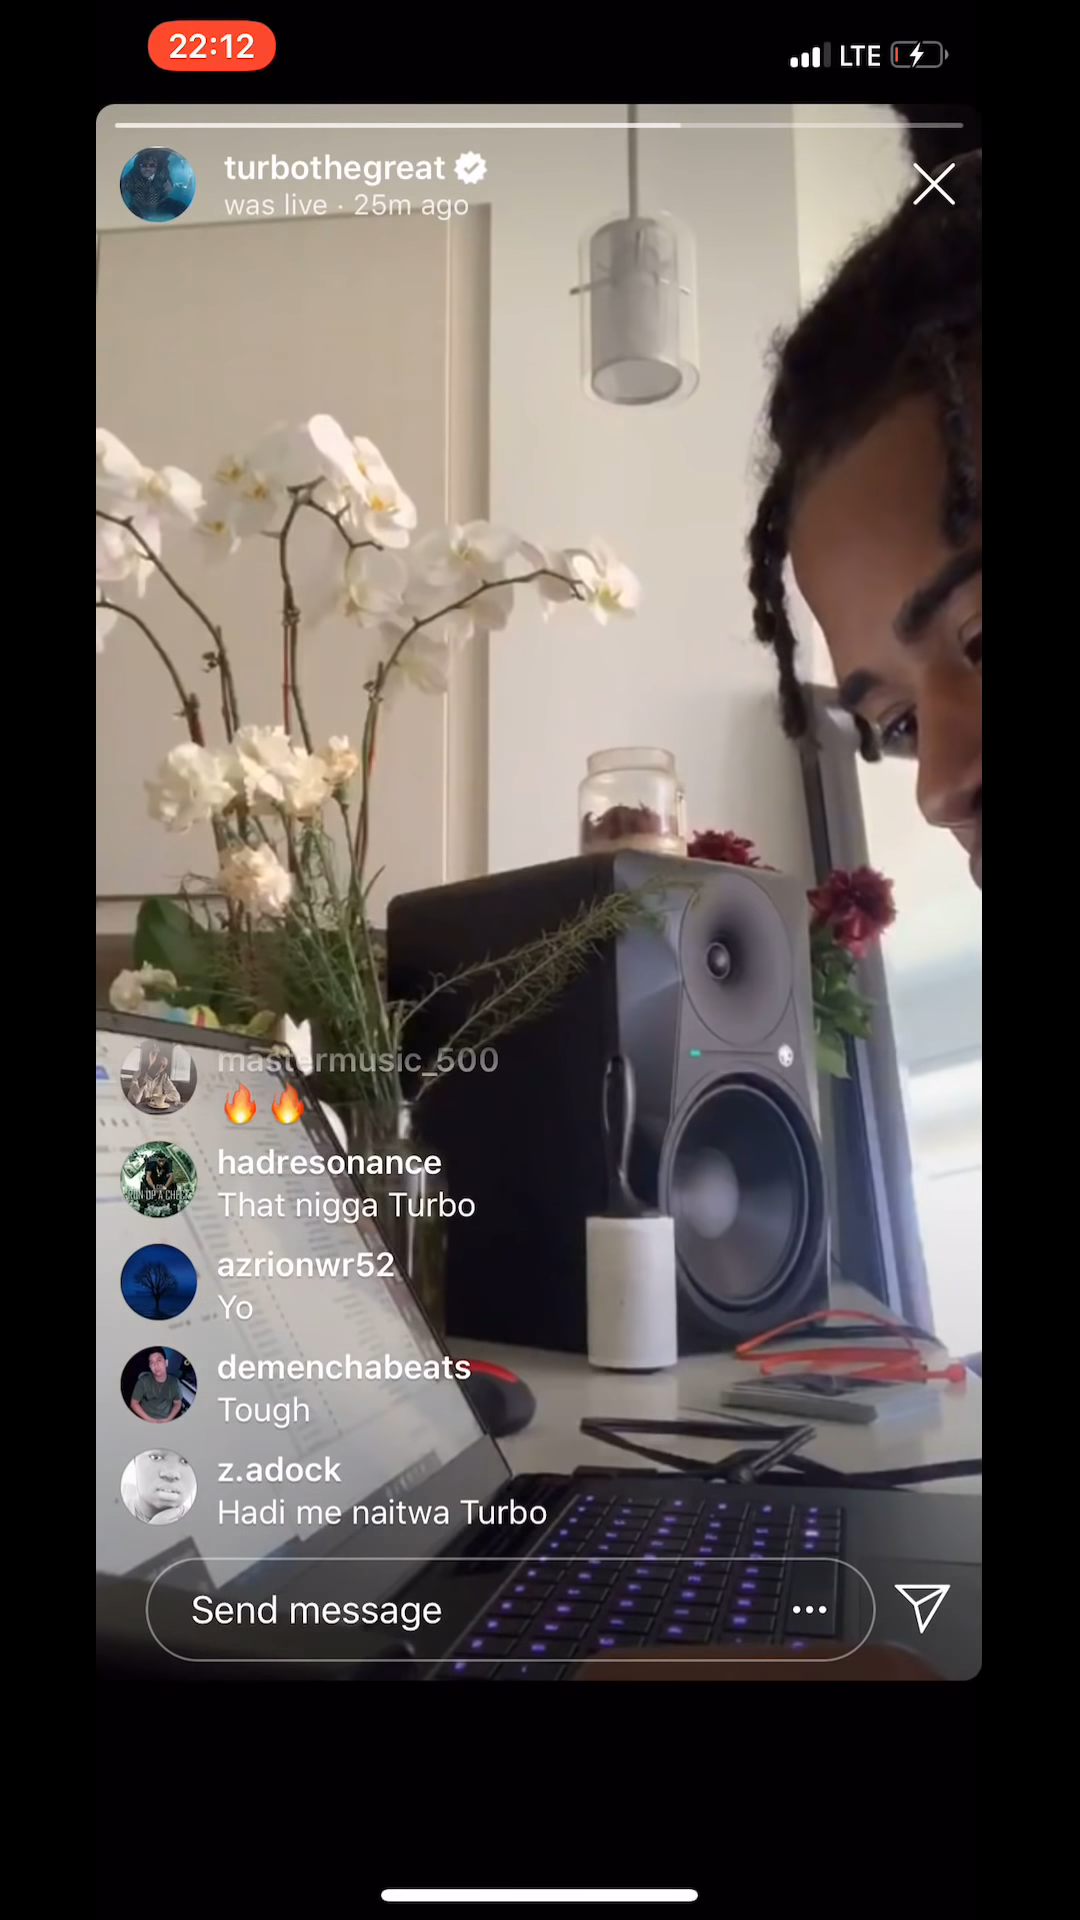 22:12
LTE
turbothegreat
was live · 25m ago
mastermusic_500
🔥 🔥
hadresonance
That nigga Turbo
azrionwr52
Yo
demenchabeats
Tough
z.adock
Hadi me naitwa Turbo
Send message